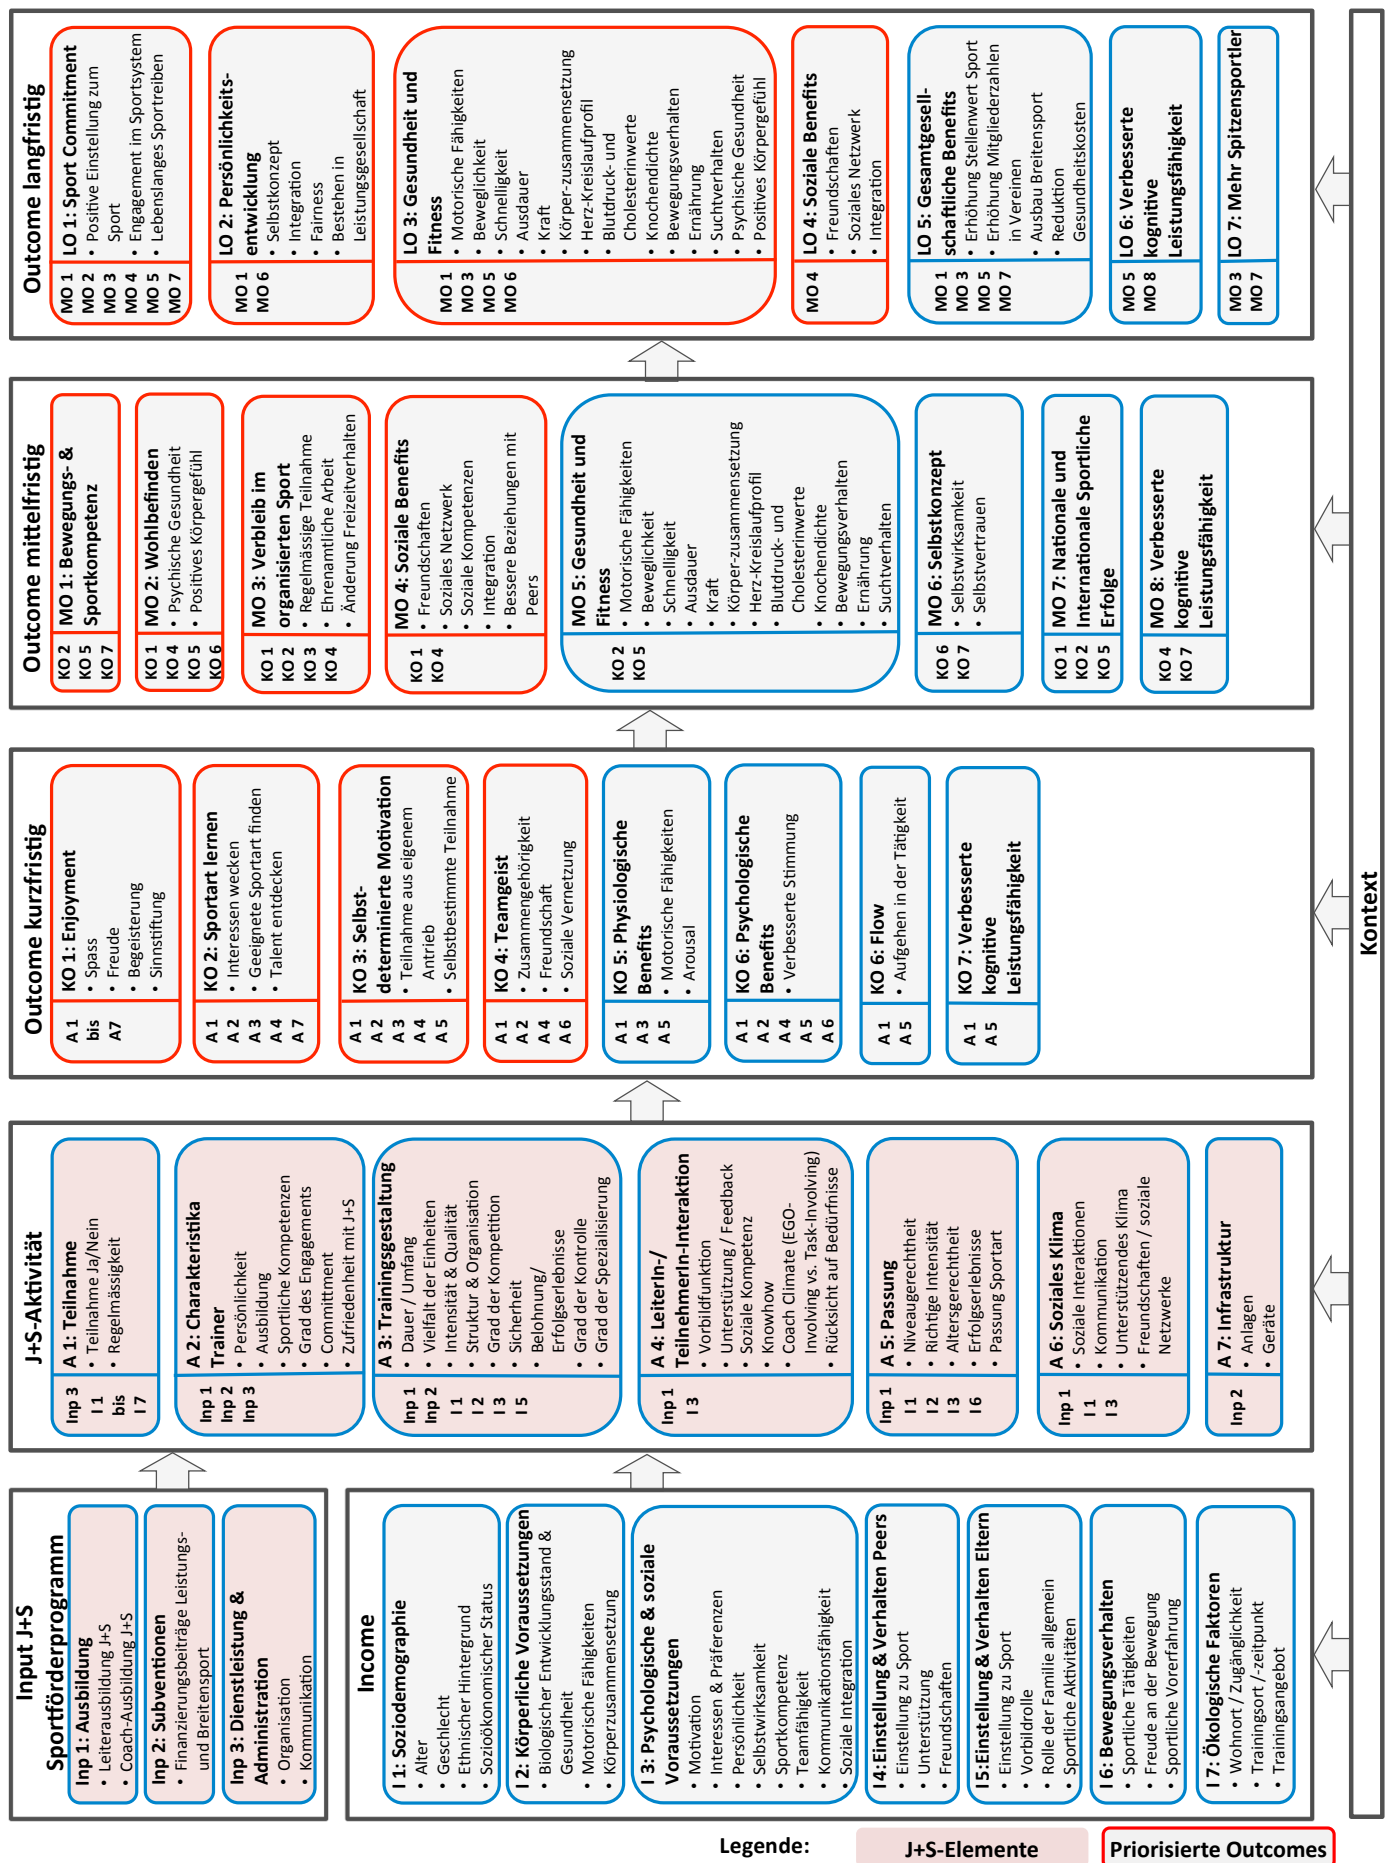 Input J+S
Sportförderprogramm
Inp 1: Ausbildung
• Leiterausbildung J+S
• Coach-Ausbildung J+S
Inp 2: Subventionen
• Finanzierungsbeiträge Leistungs-
und Breitensport
Inp 3: Dienstleistung &
Administration
• Organisation
• Kommunikation
Income
I 1: Soziodemographie
• Alter
• Geschlecht
• Ethnischer Hintergrund
• Sozioökonomischer Status
I 2: Körperliche Voraussetzungen
• Biologischer Entwicklungsstand &
Gesundheit
• Motorische Fähigkeiten
• Körperzusammensetzung
I 3: Psychologische & soziale
Voraussetzungen
• Motivation
• Interessen & Präferenzen
• Persönlichkeit
• Selbstwirksamkeit
• Sportkompetenz
• Teamfähigkeit
• Kommunikationsfähigkeit
• Soziale Integration
I 4:Einstellung & Verhalten Peers
• Einstellung zu Sport
• Unterstützung
• Freundschaften
I 5:Einstellung & Verhalten Eltern
• Einstellung zu Sport
• Vorbildrolle
• Rolle der Familie allgemein
• Sportliche Aktivitäten
I 6: Bewegungsverhalten
• Sportliche Tätigkeiten
• Freude an der Bewegung
• Sportliche Vorerfahrung
I 7: Ökologische Faktoren
• Wohnort / Zugänglichkeit
• Trainingsort /-zeitpunkt
• Trainingsangebot
J+S-Aktivität
Inp 3
I 1
bis
I 7
A 1: Teilnahme
• Teilnahme Ja/Nein
• Regelmässigkeit
Inp 1
Inp 2
Inp 3
A 2: Charakteristika
Trainer
• Persönlichkeit
• Ausbildung
• Sportliche Kompetenzen
• Grad des Engagements
• Committment
• Zufriedenheit mit J+S
Inp 1
Inp 2
I 1
I 2
I 3
I 5
A 3: Trainingsgestaltung
• Dauer / Umfang
• Vielfalt der Einheiten
• Intensität & Qualität
• Struktur & Organisation
• Grad der Kompetition
• Sicherheit
• Belohnung/
Erfolgserlebnisse
• Grad der Kontrolle
• Grad der Spezialisierung
Inp 1
I 3
A 4: LeiterIn-/
TeilnehmerIn-Interaktion
• Vorbildfunktion
• Unterstützung / Feedback
• Soziale Kompetenz
• Knowhow
• Coach Climate (EGO-
Involving vs. Task-Involving)
• Rücksicht auf Bedürfnisse
Inp 1
I 1
I 2
I 3
I 6
A 5: Passung
• Niveaugerechtheit
• Richtige Intensität
• Altersgerechtheit
• Erfolgserlebnisse
• Passung Sportart
Inp 1
I 1
I 3
A 6: Soziales Klima
• Soziale Interaktionen
• Kommunikation
• Unterstützendes Klima
• Freundschaften / soziale
Netzwerke
Inp 2
A 7: Infrastruktur
• Anlagen
• Geräte
Outcome kurzfristig
A 1
bis
A7
KO 1: Enjoyment
• Spass
• Freude
• Begeisterung
• Sinnstiftung
A 1
A 2
A 3
A 4
A 7
KO 2: Sportart lernen
• Interessen wecken
• Geeignete Sportart finden
• Talent entdecken
A 1
A 2
A 3
A 4
A 5
KO 3: Selbst-
determinierte Motivation
• Teilnahme aus eigenem
Antrieb
• Selbstbestimmte Teilnahme
A 1
A 2
A 4
A 6
KO 4: Teamgeist
• Zusammengehörigkeit
• Freundschaft
• Soziale Vernetzung
A 1
A 3
A 5
KO 5: Physiologische
Benefits
• Motorische Fähigkeiten
• Arousal
A 1
A 2
A 4
A 5
A 6
KO 6: Psychologische
Benefits
• Verbesserte Stimmung
A 1
A 5
KO 6: Flow
• Aufgehen in der Tätigkeit
A 1
A 5
KO 7: Verbesserte
kognitive
Leistungsfähigkeit
Outcome mittelfristig
KO 2
KO 5
KO 7
MO 1: Bewegungs- &
Sportkompetenz
KO 1
KO 4
KO 5
KO 6
MO 2: Wohlbefinden
• Psychische Gesundheit
• Positives Körpergefühl
KO 1
KO 2
KO 3
KO 4
MO 3: Verbleib im
organisierten Sport
• Regelmässige Teilnahme
• Ehrenamtliche Arbeit
• Änderung Freizeitverhalten
KO 1
KO 4
MO 4: Soziale Benefits
• Freundschaften
• Soziales Netzwerk
• Soziale Kompetenzen
• Integration
• Bessere Beziehungen mit
Peers
KO 2
KO 5
MO 5: Gesundheit und
Fitness
• Motorische Fähigkeiten
• Beweglichkeit
• Schnelligkeit
• Ausdauer
• Kraft
• Körper-zusammensetzung
• Herz-Kreislaufprofil
• Blutdruck- und
Cholesterinwerte
• Knochendichte
• Bewegungsverhalten
• Ernährung
• Suchtverhalten
KO 6
KO 7
MO 6: Selbstkonzept
• Selbstwirksamkeit
• Selbstvertrauen
KO 1
KO 2
KO 5
MO 7: Nationale und
Internationale Sportliche
Erfolge
KO 4
KO 7
MO 8: Verbesserte
kognitive
Leistungsfähigkeit
Outcome langfristig
MO 1
MO 2
MO 3
MO 4
MO 5
MO 7
LO 1: Sport Commitment
• Positive Einstellung zum
Sport
• Engagement im Sportsystem
• Lebenslanges Sportreiben
MO 1
MO 6
LO 2: Persönlichkeits-
entwicklung
• Selbstkonzept
• Integration
• Fairness
• Bestehen in
Leistungsgesellschaft
MO 1
MO 3
MO 5
MO 6
LO 3: Gesundheit und
Fitness
• Motorische Fähigkeiten
• Beweglichkeit
• Schnelligkeit
• Ausdauer
• Kraft
• Körper-zusammensetzung
• Herz-Kreislaufprofil
• Blutdruck- und
Cholesterinwerte
• Knochendichte
• Bewegungsverhalten
• Ernährung
• Suchtverhalten
• Psychische Gesundheit
• Positives Körpergefühl
MO 4
LO 4: Soziale Benefits
• Freundschaften
• Soziales Netzwerk
• Integration
MO 1
MO 3
MO 5
MO 7
LO 5: Gesamtgesell-
schaftliche Benefits
• Erhöhung Stellenwert Sport
• Erhöhung Mitgliederzahlen
in Vereinen
• Ausbau Breitensport
• Reduktion
Gesundheitskosten
MO 5
MO 8
LO 6: Verbesserte
kognitive
Leistungsfähigkeit
MO 3
MO 7
LO 7: Mehr Spitzensportler
Kontext
Legende:
J+S-Elemente
Priorisierte Outcomes